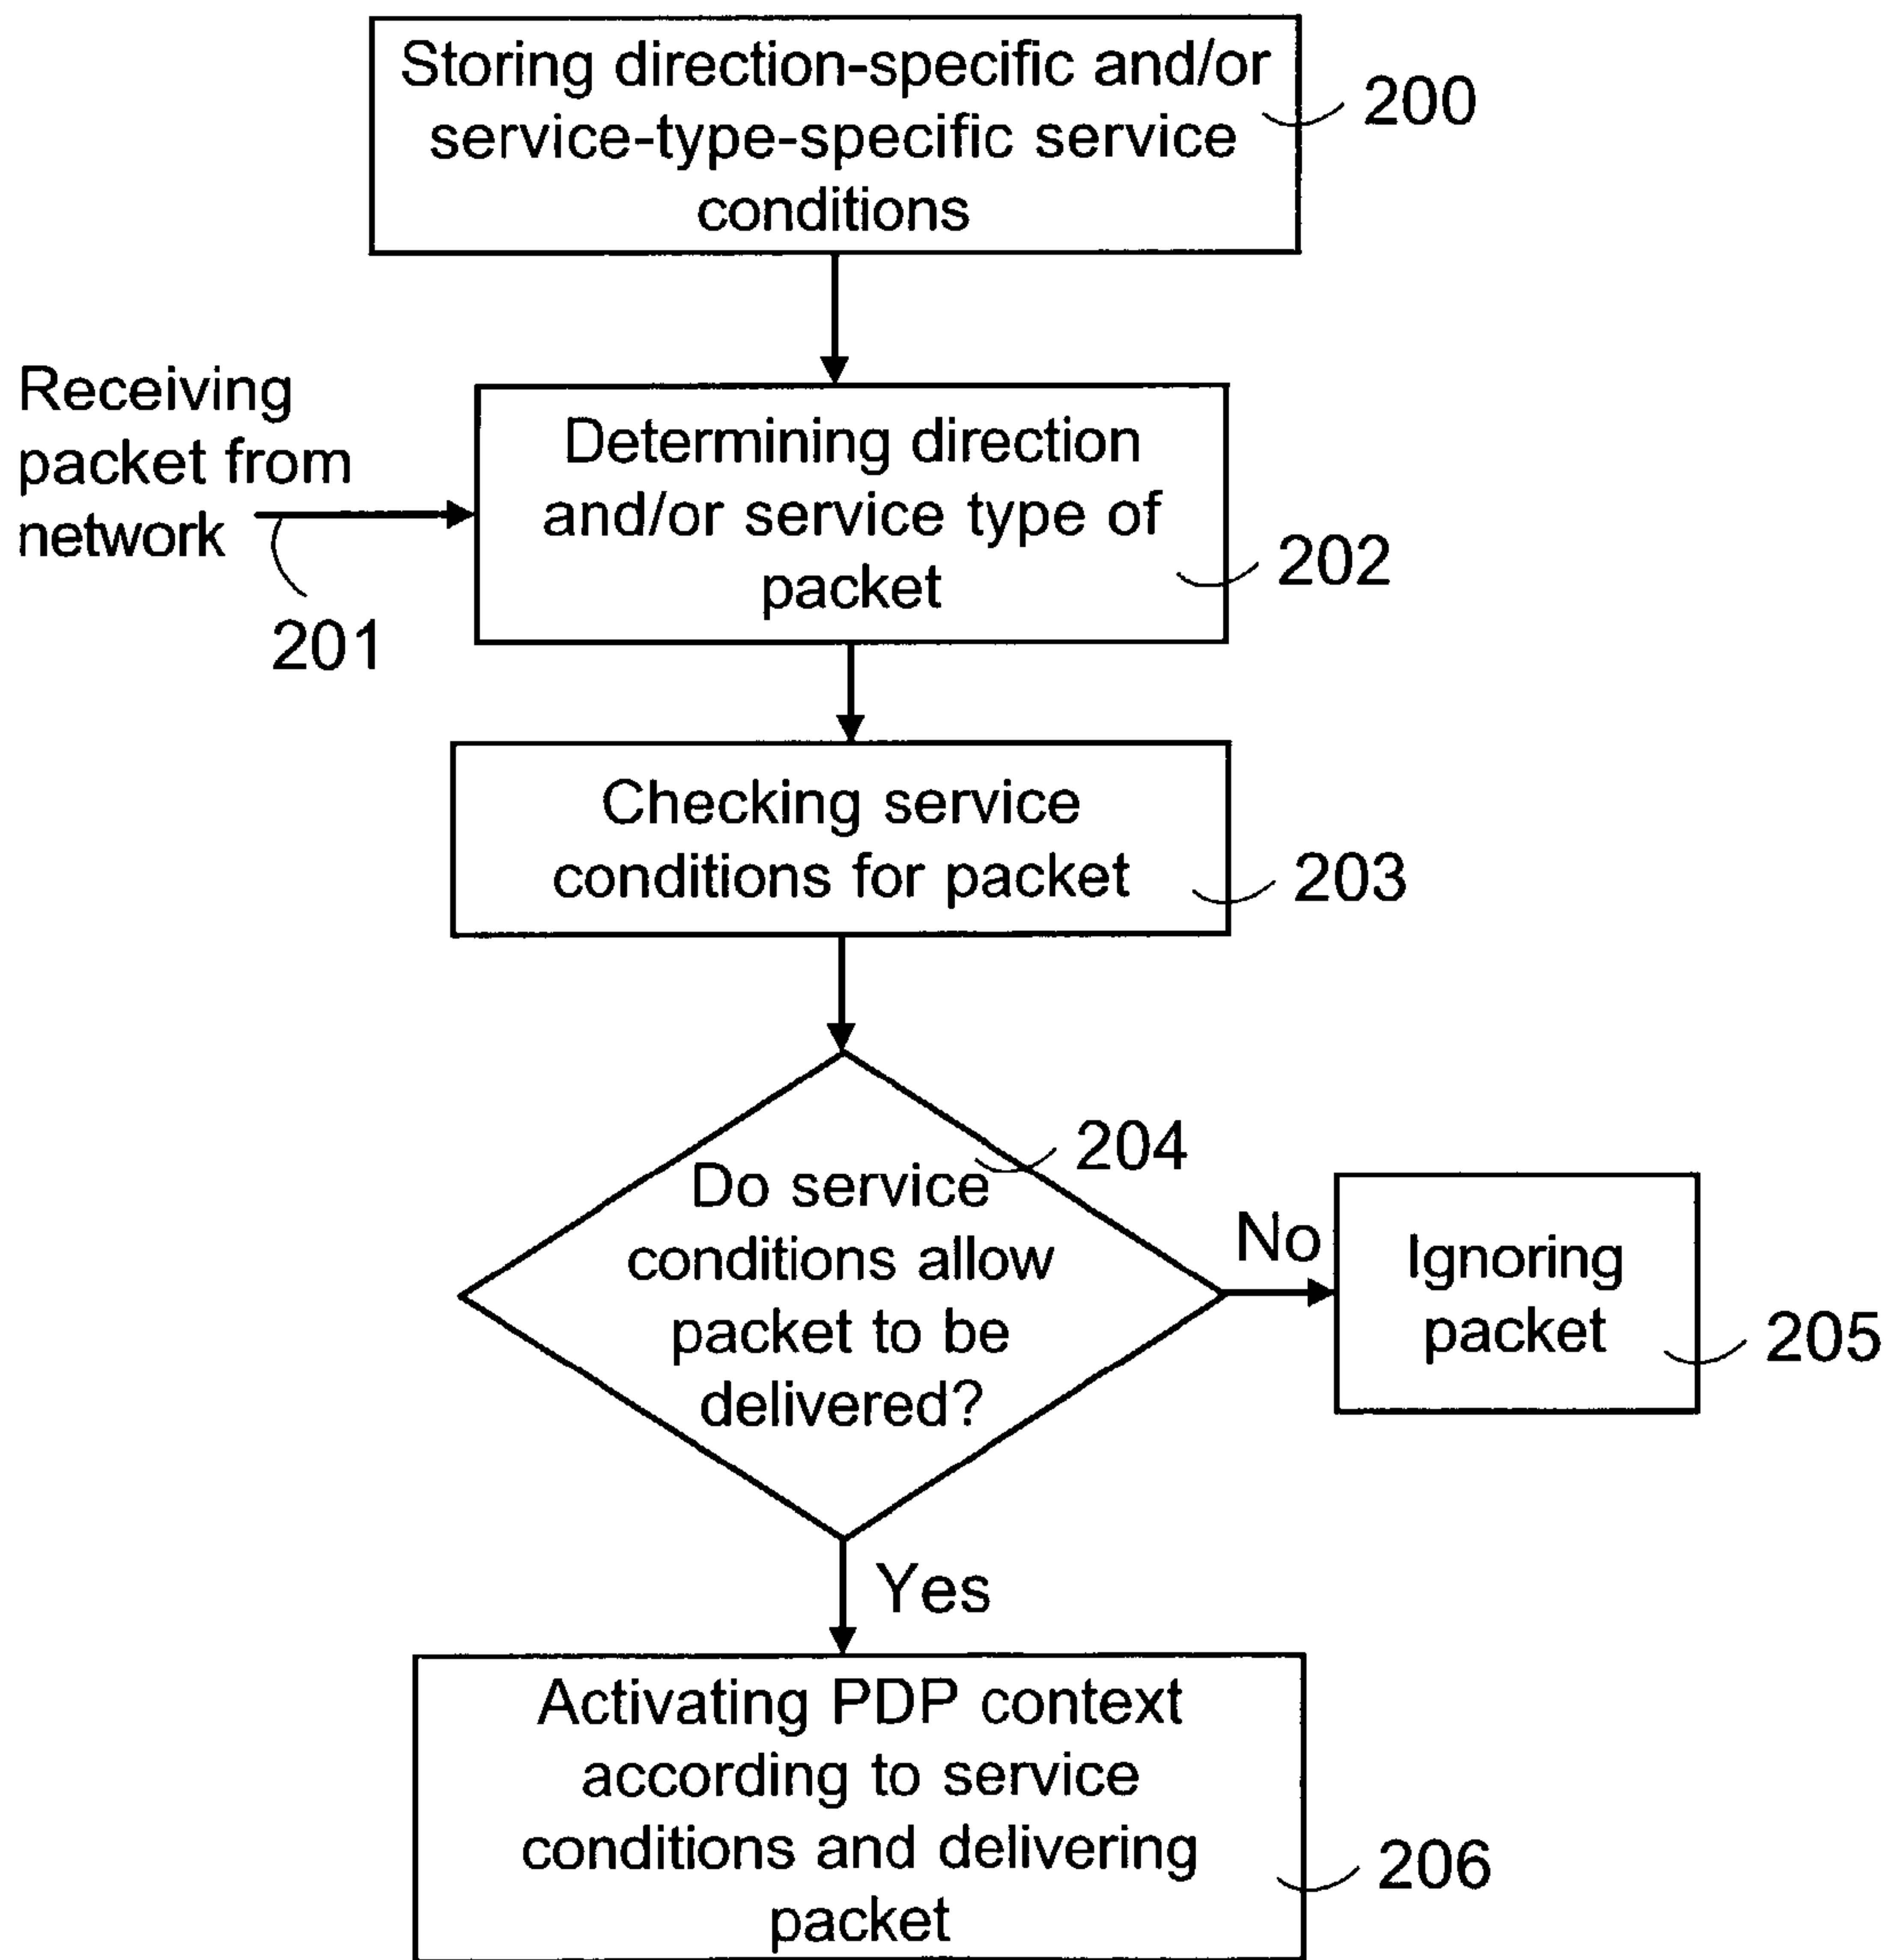 Storing direction-specific and/or
service-type-specific service
conditions
200
Receiving
packet from
network
201
Determining direction
and/or service type of
packet
202
Checking service
conditions for packet
203
204
Do service
conditions allow
packet to be
delivered?
No
Ignoring
packet
205
Yes
Activating PDP context
according to service
conditions and delivering
packet
206